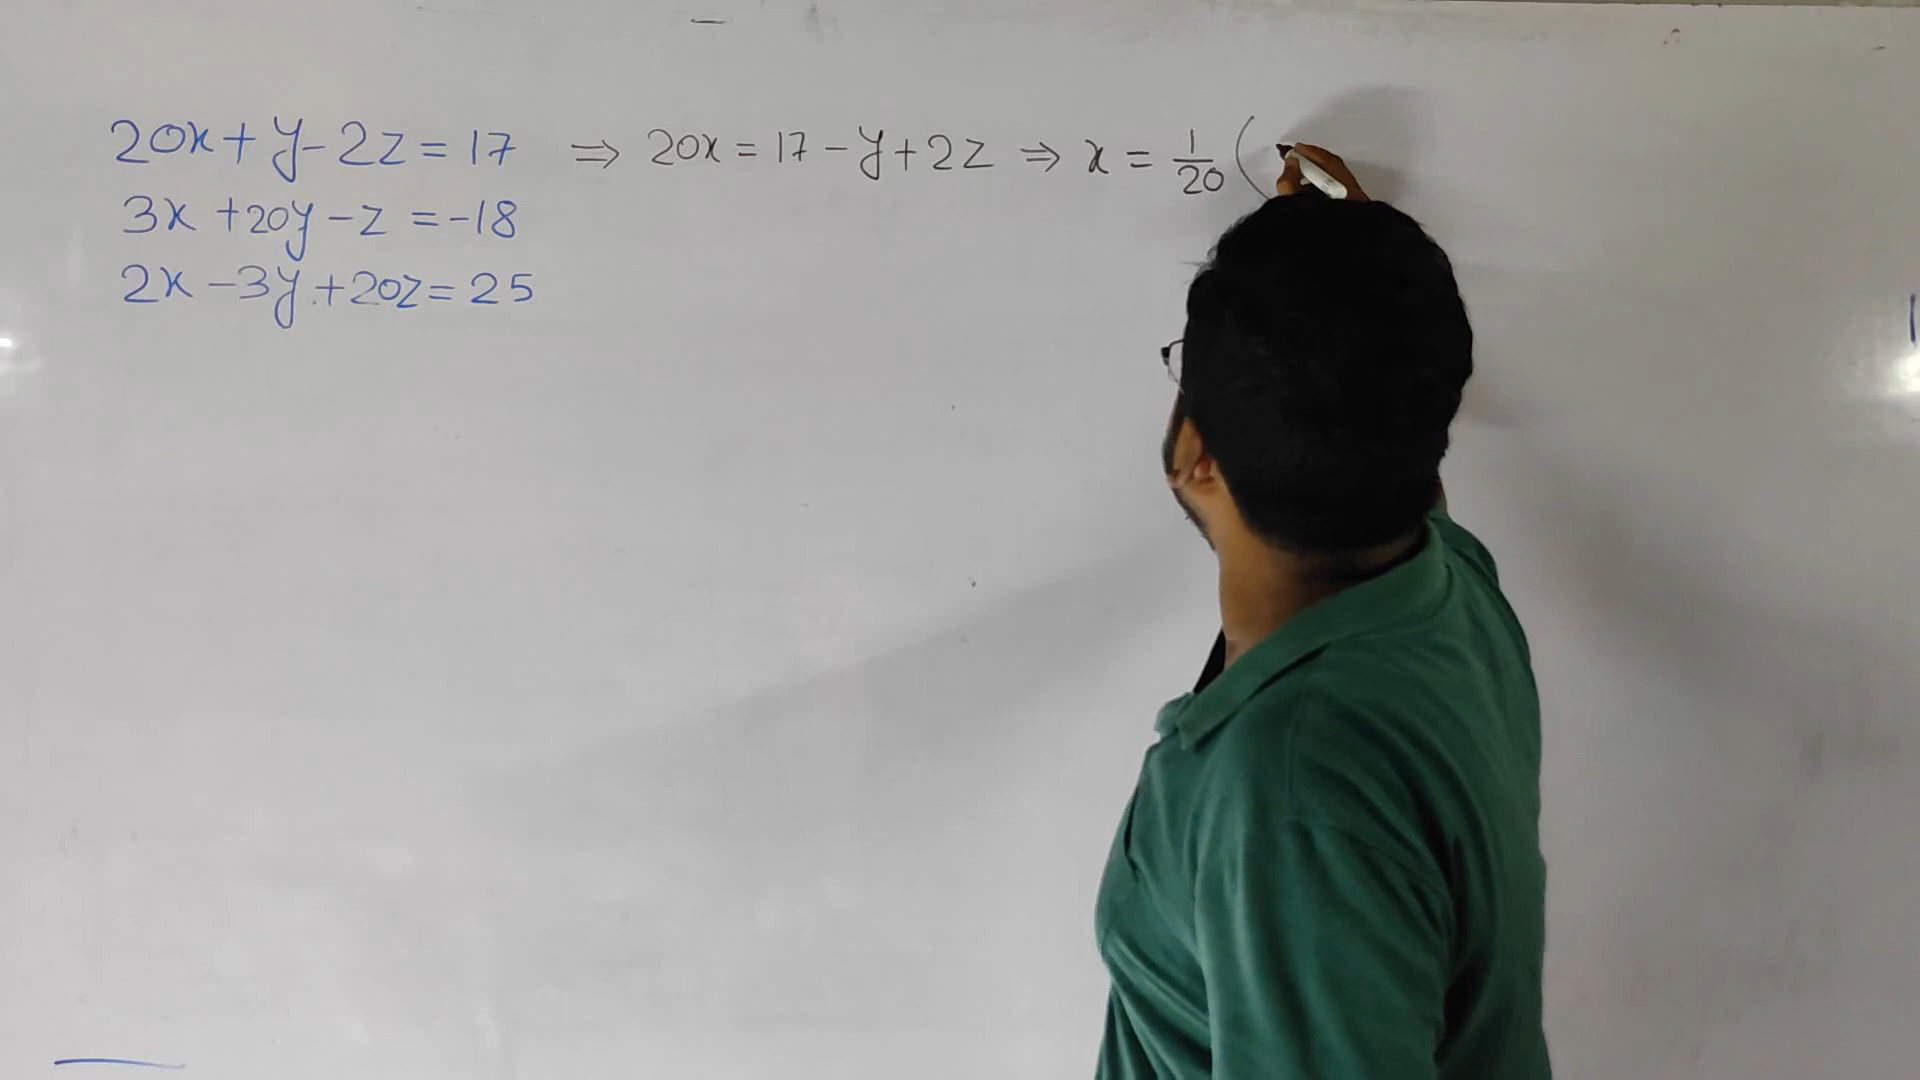 20x + y - 2z = 17 ⇒ 20x = 17 - y + 2z ⇒ x = 1/20 (
3x + 20y - z = -18
2x - 3y + 20z = 25